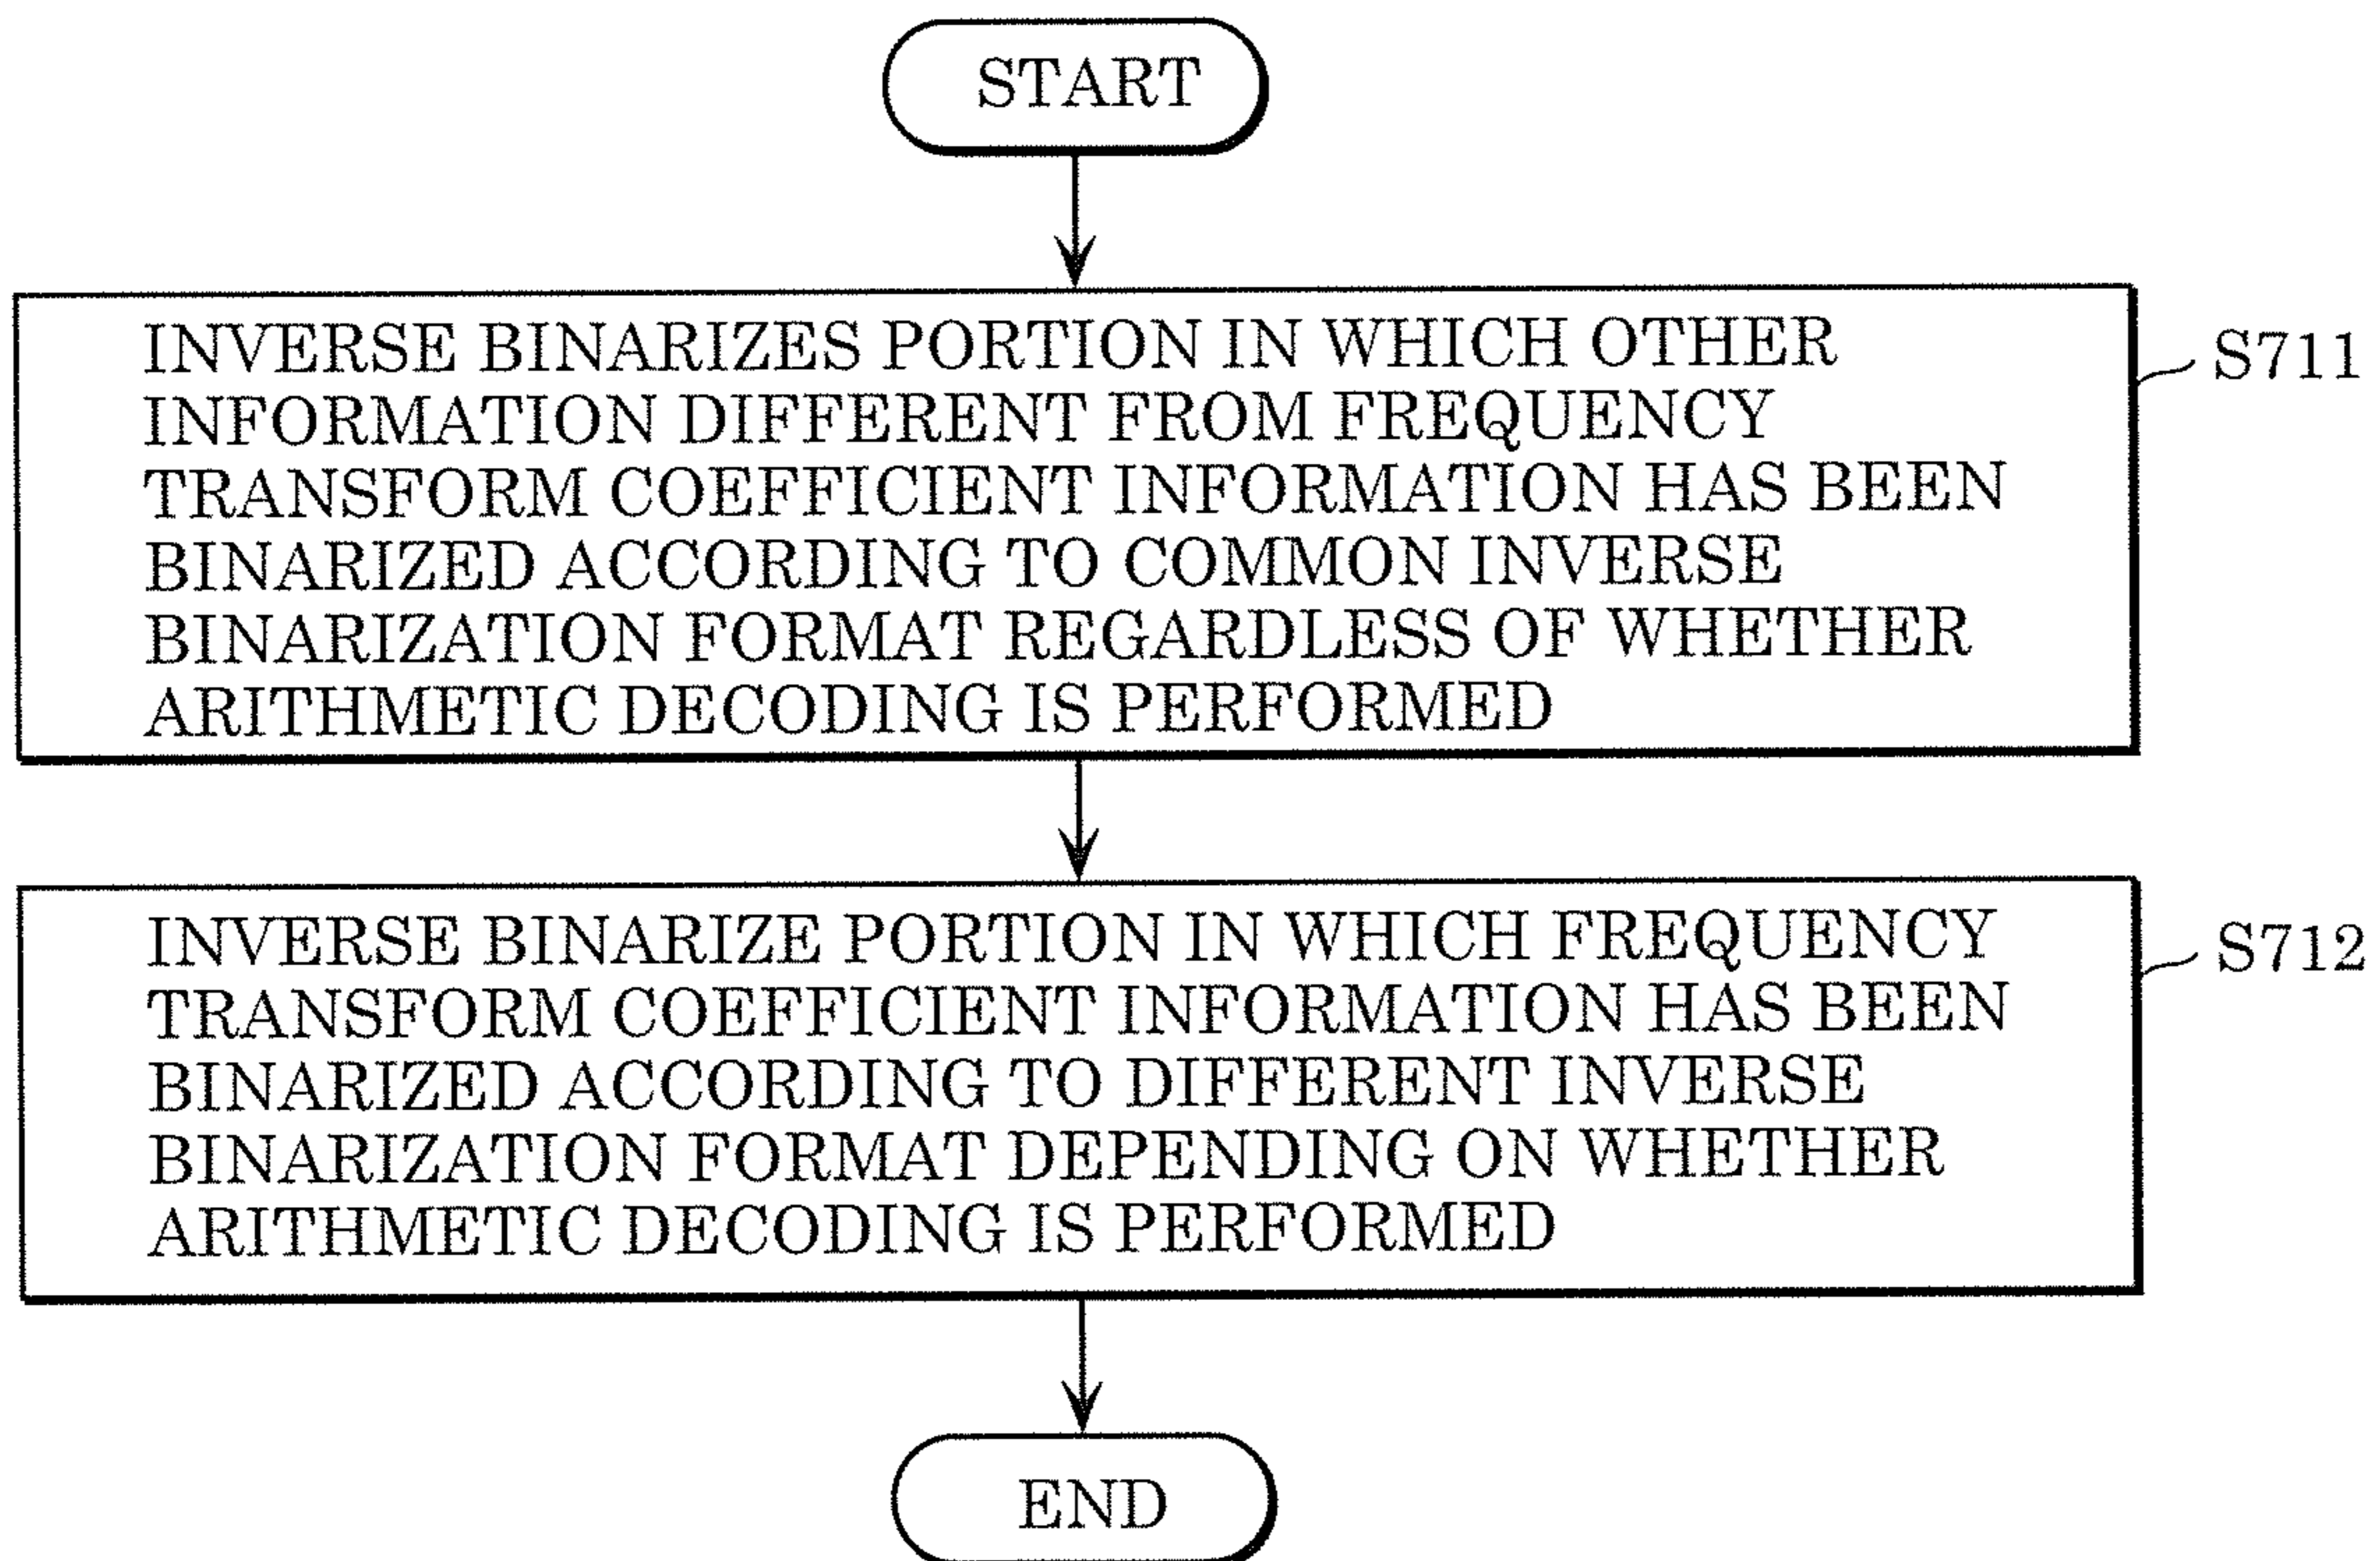 START
INVERSE BINARIZES PORTION IN WHICH OTHER
INFORMATION DIFFERENT FROM FREQUENCY
TRANSFORM COEFFICIENT INFORMATION HAS BEEN
BINARIZED ACCORDING TO COMMON INVERSE
BINARIZATION FORMAT REGARDLESS OF WHETHER
ARITHMETIC DECODING IS PERFORMED
S711
INVERSE BINARIZE PORTION IN WHICH FREQUENCY
TRANSFORM COEFFICIENT INFORMATION HAS BEEN
BINARIZED ACCORDING TO DIFFERENT INVERSE
BINARIZATION FORMAT DEPENDING ON WHETHER
ARITHMETIC DECODING IS PERFORMED
S712
END